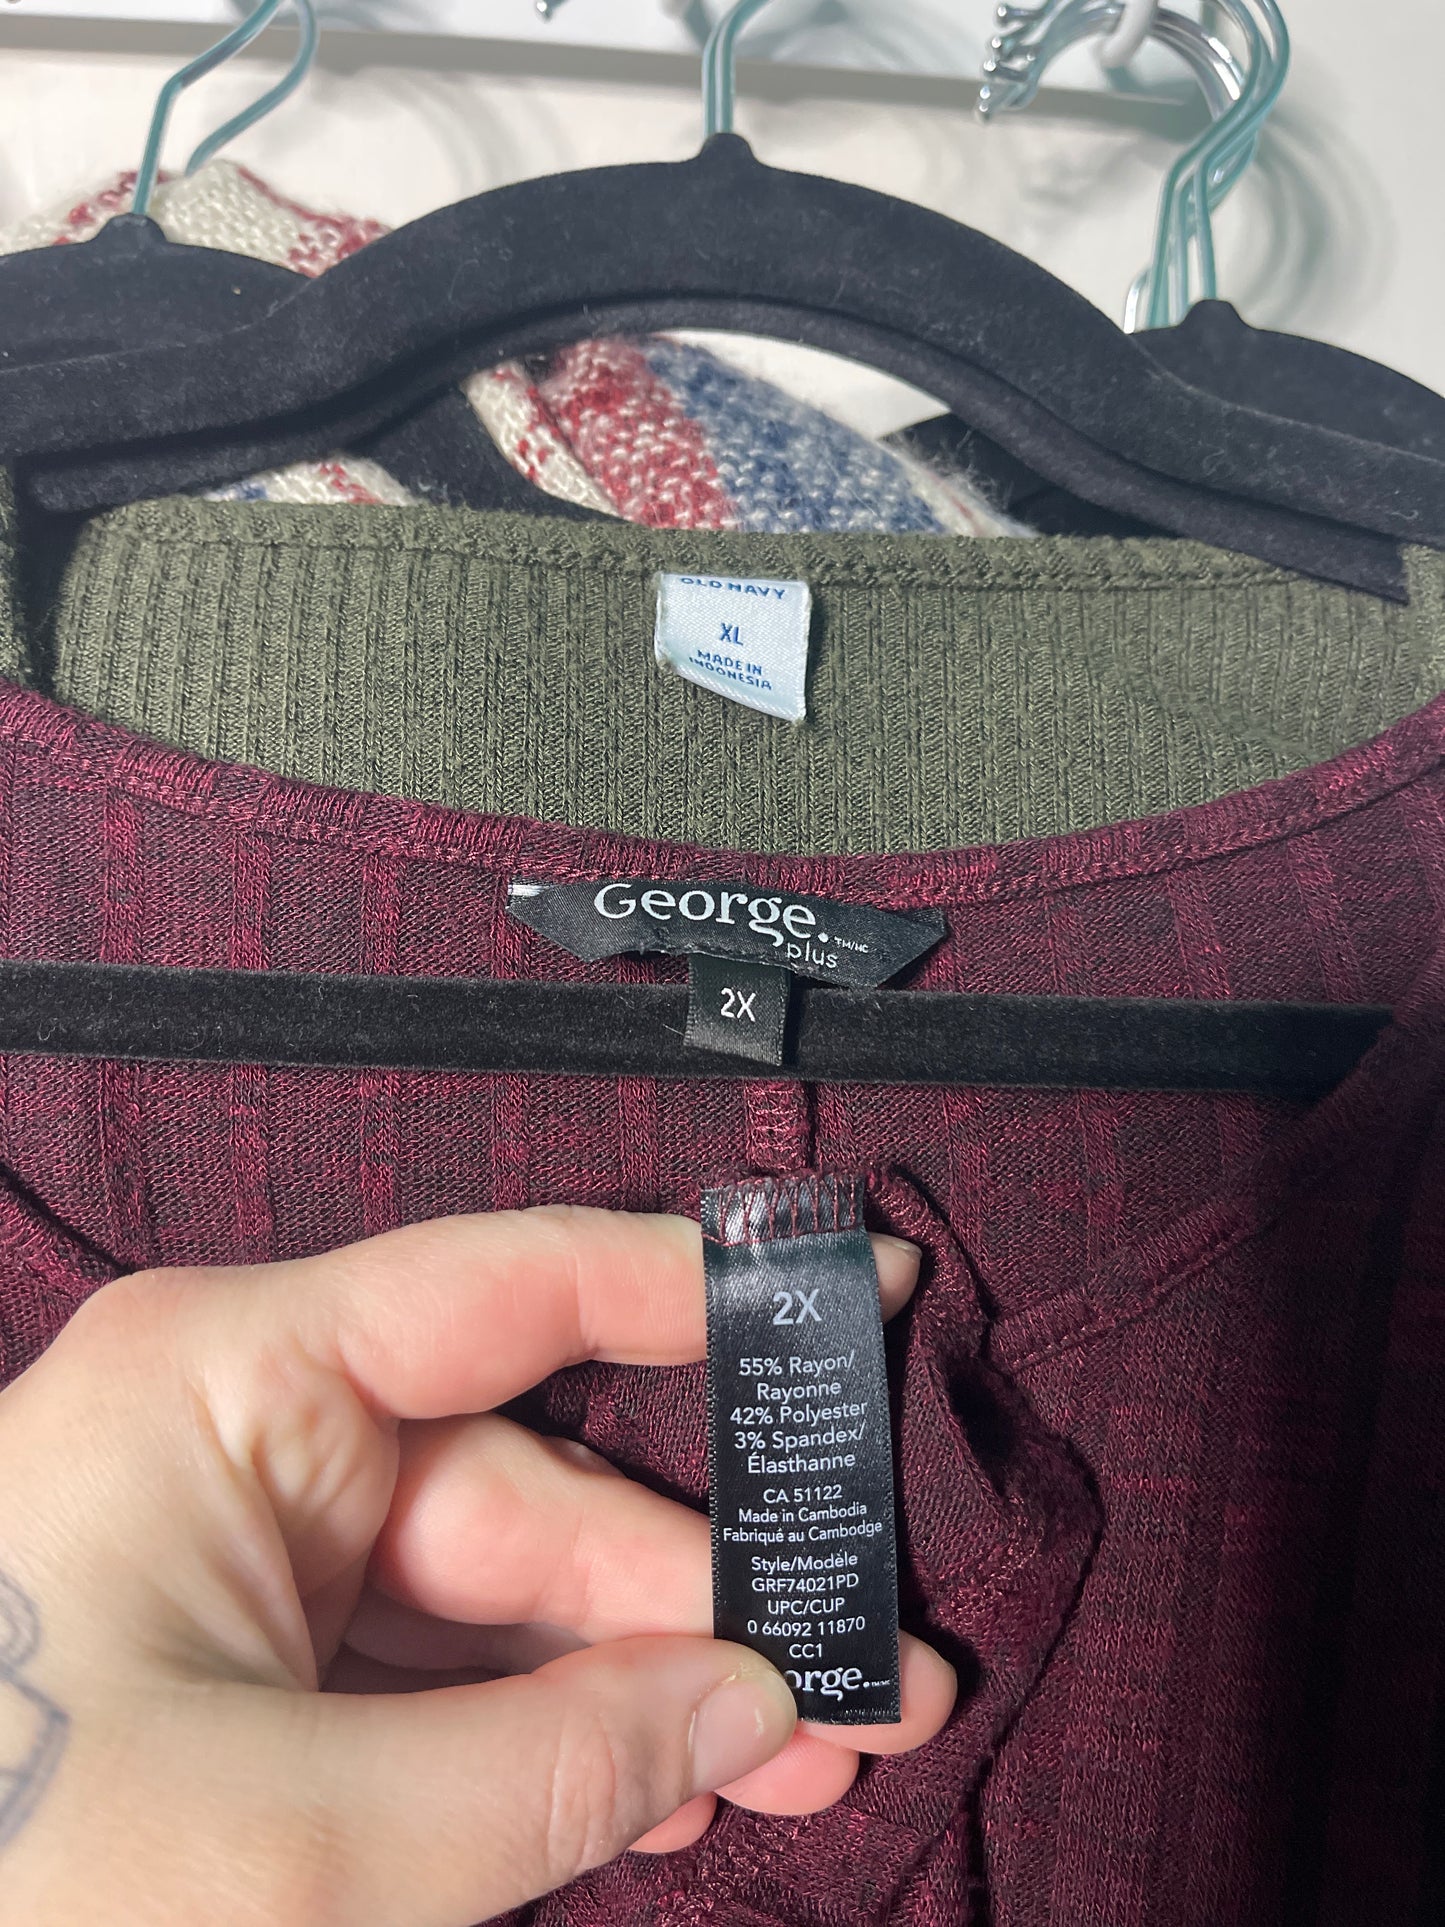 OLD NAVY
XL
MADE IN
INDONESIA
George.™/MC
plus
2X
2X
55% Rayon/
Rayonne
42% Polyester
3% Spandex/
Élasthanne
CA 51122
Made in Cambodia
Fabriqué au Cambodge
Style/Modèle
GRF74021PD
UPC/CUP
0 66092 11870
CC1
orge.